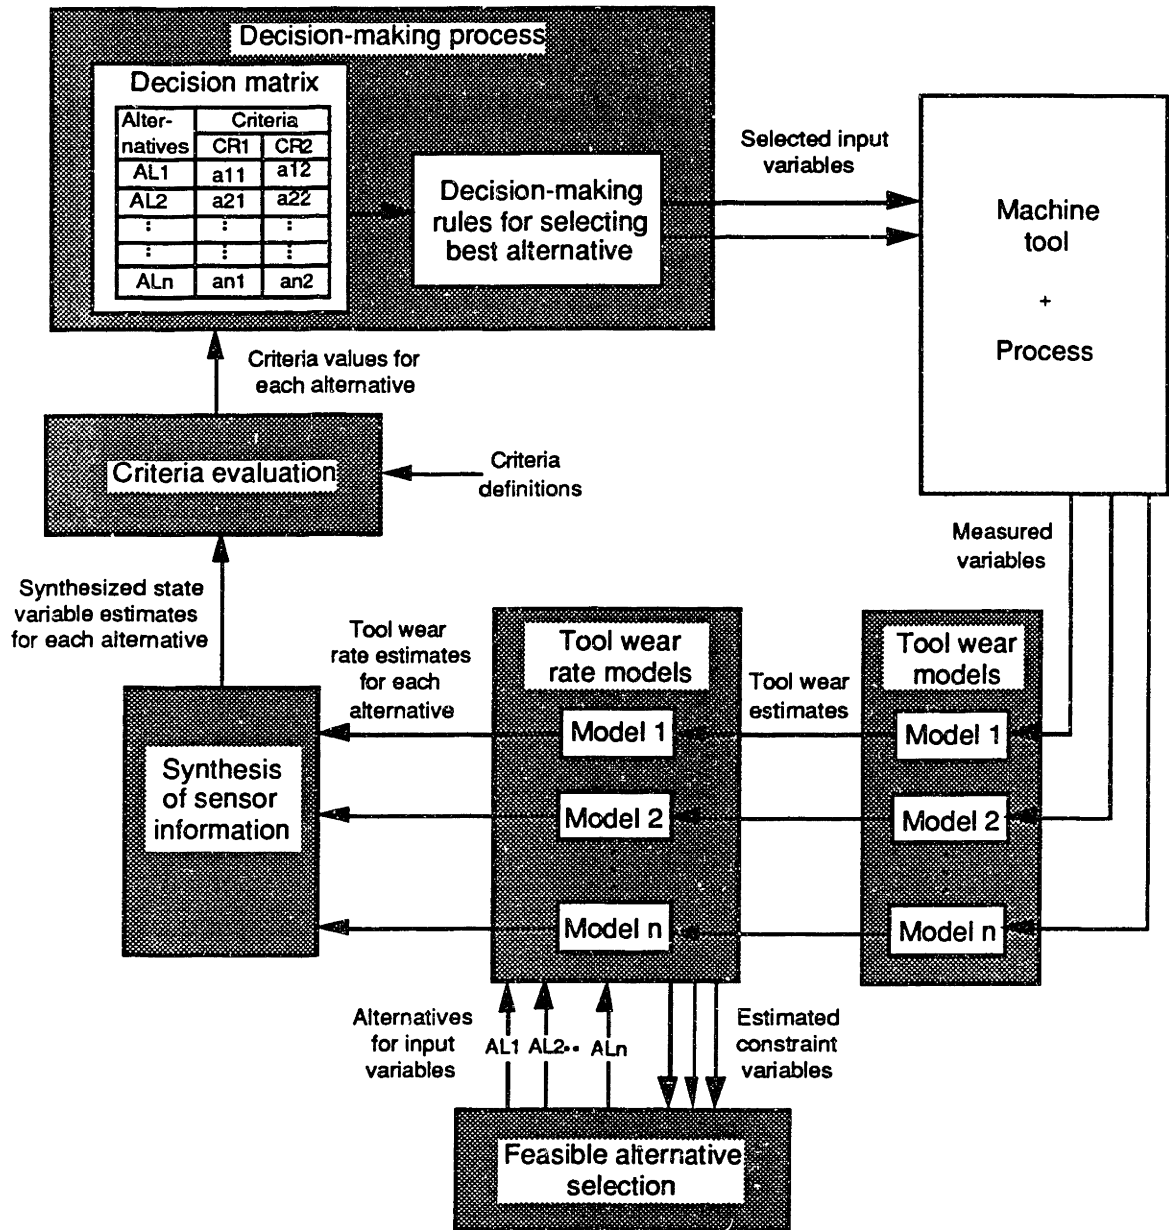 Decision-making process
Decision matrix
Alter-
natives
Criteria
CR1 CR2
AL1 a11 a12
AL2 a21 a22
⋮ ⋮ ⋮
⋮ ⋮ ⋮
ALn an1 an2
Decision-making
rules for selecting
best alternative
Selected input
variables
Machine
tool
+
Process
Criteria values for
each alternative
Criteria evaluation
Criteria
definitions
Measured
variables
Synthesized state
variable estimates
for each alternative
Tool wear
rate estimates
for each
alternative
Tool wear
rate models
Model 1
Model 2
Model n
Tool wear
estimates
Tool wear
models
Model 1
Model 2
Model n
Synthesis
of sensor
information
Alternatives
for input
variables
AL1 AL2·· ALn
Estimated
constraint
variables
Feasible alternative
selection